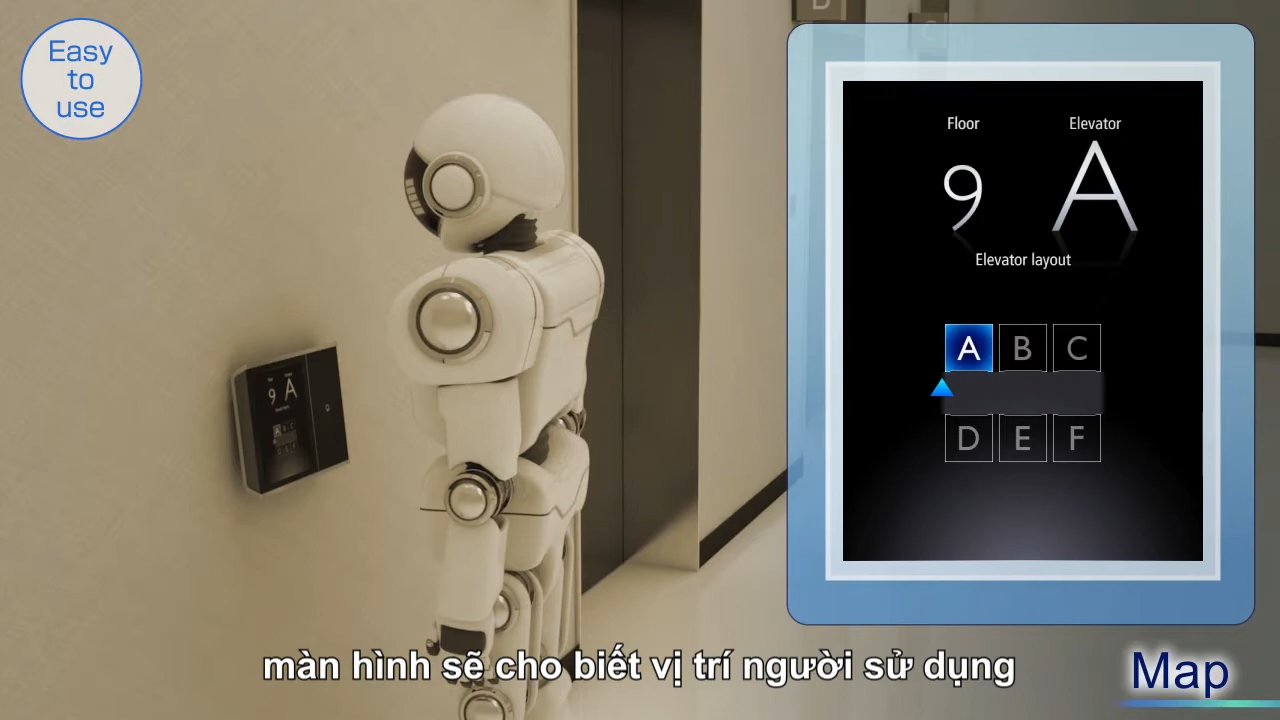 Easy
to
use
D
C
Floor Elevator
9 A
Elevator layout
A B C
D E F
9 A
màn hình sẽ cho biết vị trí người sử dụng
Map